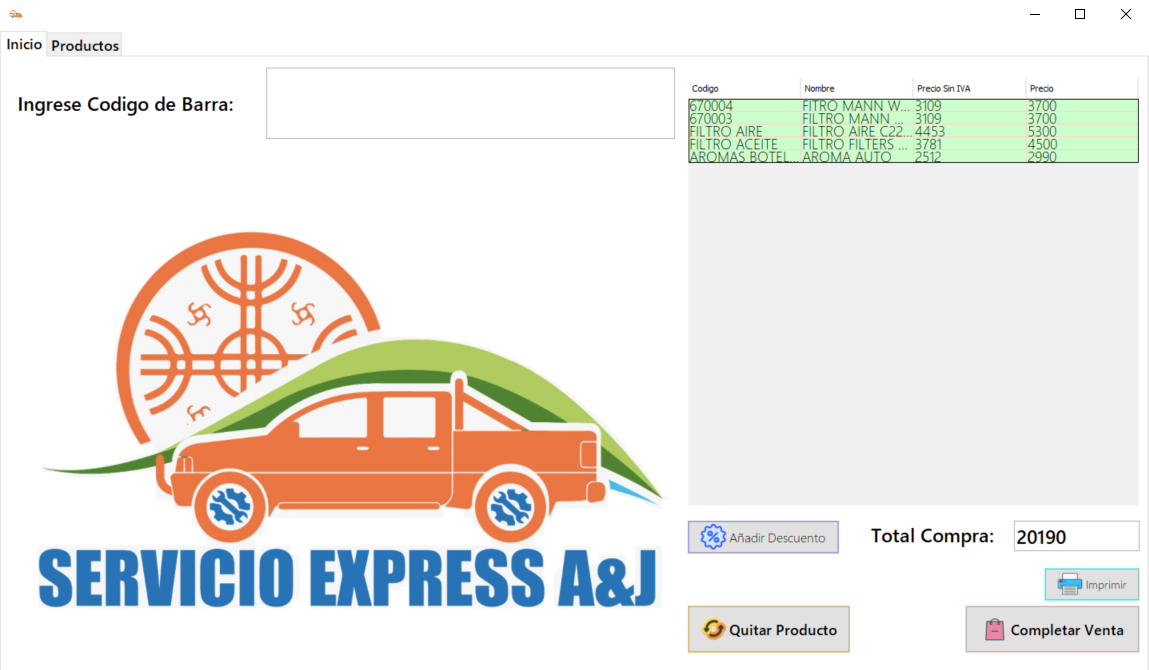 Inicio Productos
Ingrese Codigo de Barra:
Codigo Nombre Precio Sin IVA Precio
670004 FITRO MANN W... 3109 3700
670003 FILTRO MANN ... 3109 3700
FILTRO AIRE FILTRO AIRE C22... 4453 5300
FILTRO ACEITE FILTRO FILTERS ... 3781 4500
AROMAS BOTEL... AROMA AUTO 2512 2990
SERVICIO EXPRESS A&J
Añadir Descuento Total Compra: 20190
Imprimir
Quitar Producto Completar Venta